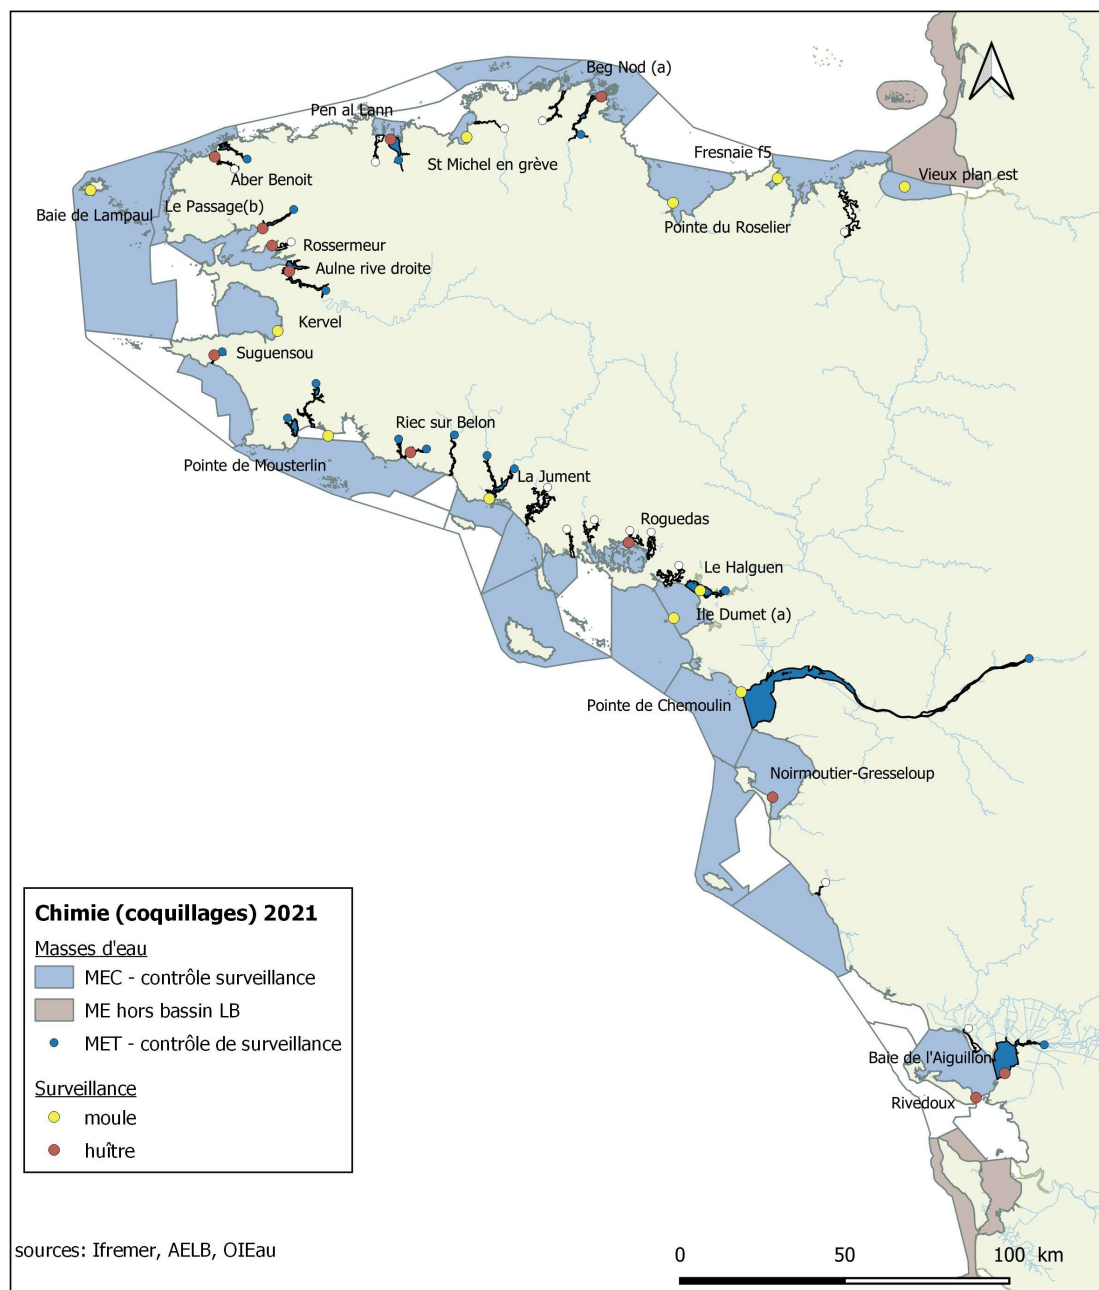 Beg Nod (a)
Pen al Lann
Fresnaie f5
St Michel en grève
Vieux plan est
Aber Benoit
Baie de Lampaul
Le Passage(b)
Pointe du Roselier
Rossermeur
Aulne rive droite
Kervel
Suguensou
Riec sur Belon
Pointe de Mousterlin
La Jument
Roguedas
Le Halguen
Ile Dumet (a)
Pointe de Chemoulin
Noirmoutier-Gresseloup
Baie de l'Aiguillon
Rivedoux
Chimie (coquillages) 2021
Masses d'eau
MEC - contrôle surveillance
ME hors bassin LB
MET - contrôle de surveillance
Surveillance
moule
huître
sources: Ifremer, AELB, OIEau
0 50 100 km